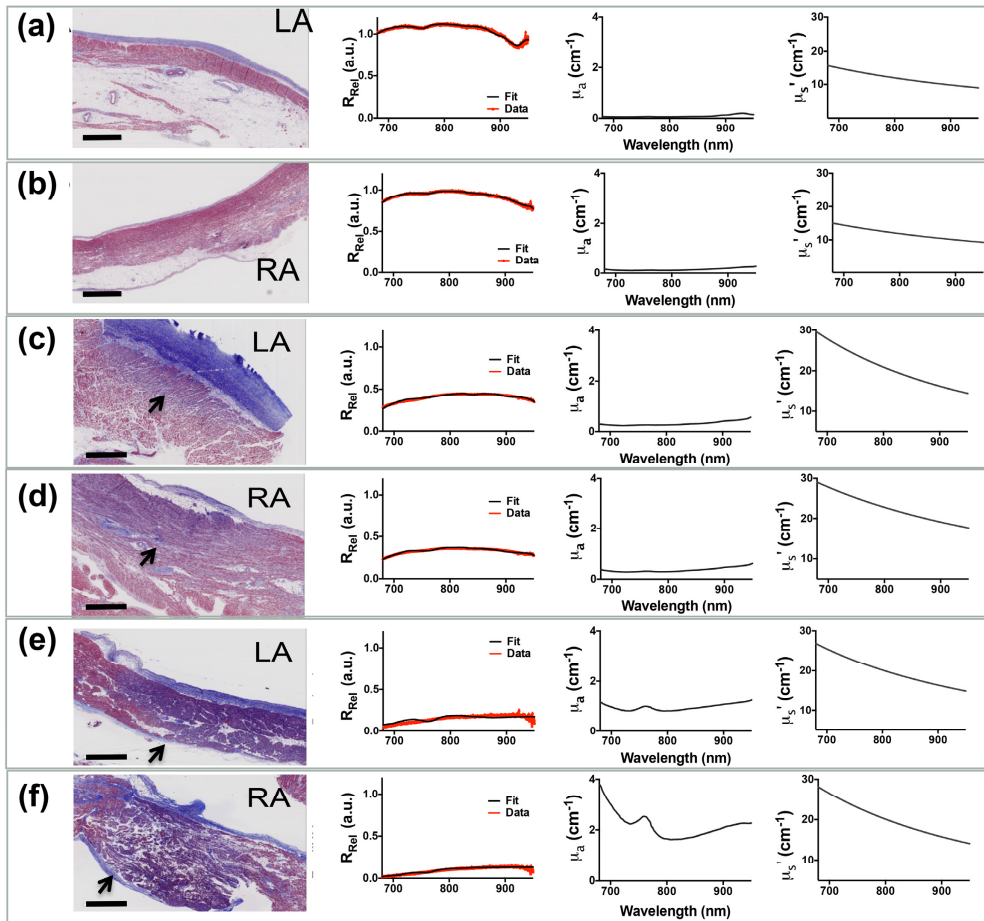 (a)
LA
R_Rel (a.u.)
1.0
0.5
0.0
700 800 900
Fit
Data
μa (cm⁻¹)
4
2
0
700 800 900
Wavelength (nm)
μs' (cm⁻¹)
30
20
10
700 800 900
(b)
RA
R_Rel (a.u.)
1.0
0.5
0.0
700 800 900
Fit
Data
μa (cm⁻¹)
4
2
0
700 800 900
Wavelength (nm)
μs' (cm⁻¹)
30
20
10
700 800 900
(c)
LA
R_Rel (a.u.)
1.0
0.5
0.0
700 800 900
Fit
Data
μa (cm⁻¹)
4
2
0
700 800 900
Wavelength (nm)
μs' (cm⁻¹)
30
20
10
700 800 900
(d)
RA
R_Rel (a.u.)
1.0
0.5
0.0
700 800 900
Fit
Data
μa (cm⁻¹)
4
2
0
700 800 900
Wavelength (nm)
μs' (cm⁻¹)
30
20
10
700 800 900
(e)
LA
R_Rel (a.u.)
1.0
0.5
0.0
700 800 900
Fit
Data
μa (cm⁻¹)
4
2
0
700 800 900
Wavelength (nm)
μs' (cm⁻¹)
30
20
10
700 800 900
(f)
RA
R_Rel (a.u.)
1.0
0.5
0.0
700 800 900
Fit
Data
μa (cm⁻¹)
4
2
0
700 800 900
Wavelength (nm)
μs' (cm⁻¹)
30
20
10
700 800 900